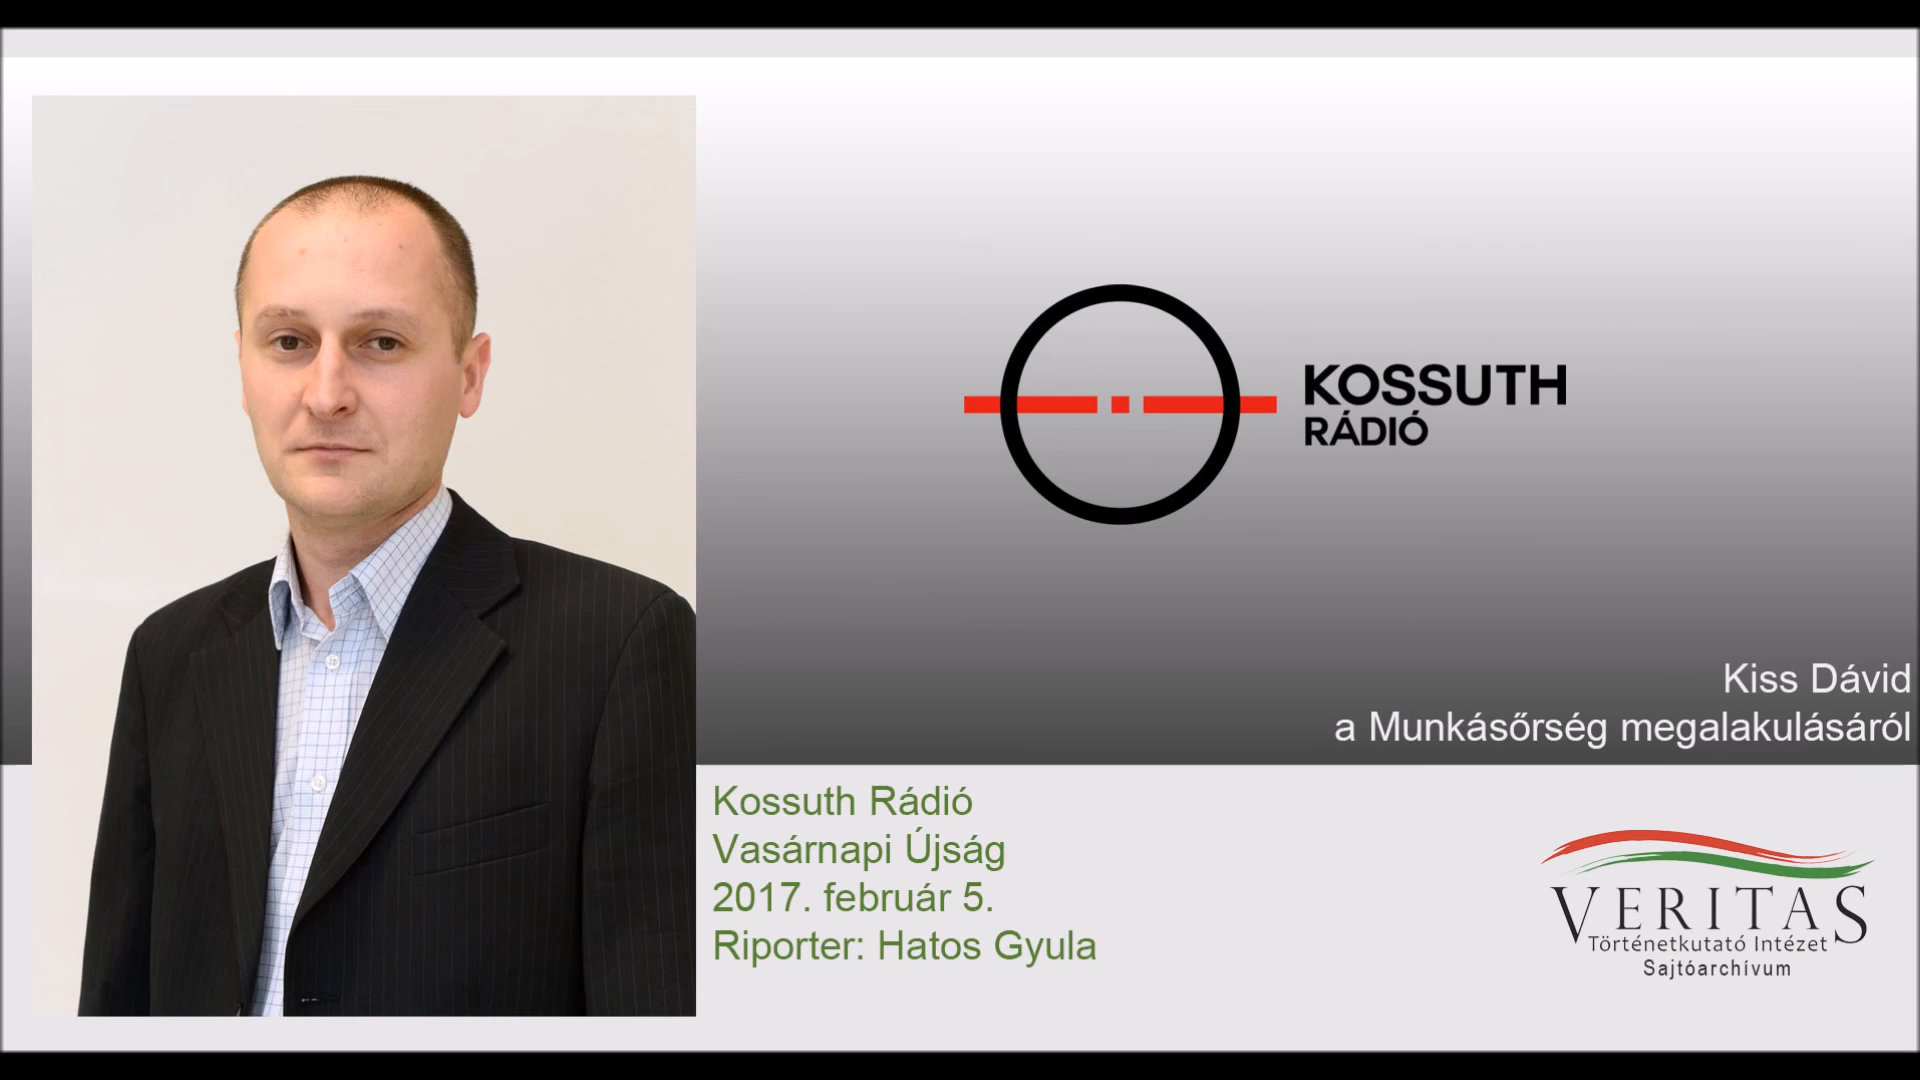 KOSSUTH
RÁDIÓ
Kiss Dávid
a Munkásőrség megalakulásáról
Kossuth Rádió
Vasárnapi Újság
2017. február 5.
Riporter: Hatos Gyula
VERITAS
Történetkutató Intézet
Sajtóarchívum